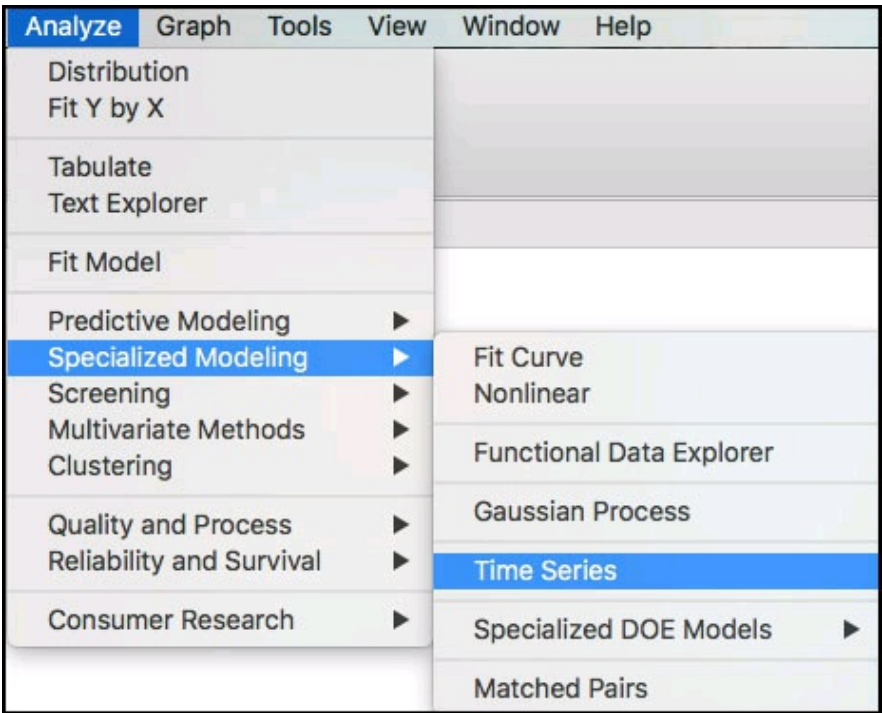 Analyze Graph Tools View Window Help
Distribution
Fit Y by X
Tabulate
Text Explorer
Fit Model
Predictive Modeling
Specialized Modeling
Screening
Multivariate Methods
Clustering
Quality and Process
Reliability and Survival
Consumer Research
Fit Curve
Nonlinear
Functional Data Explorer
Gaussian Process
Time Series
Specialized DOE Models
Matched Pairs